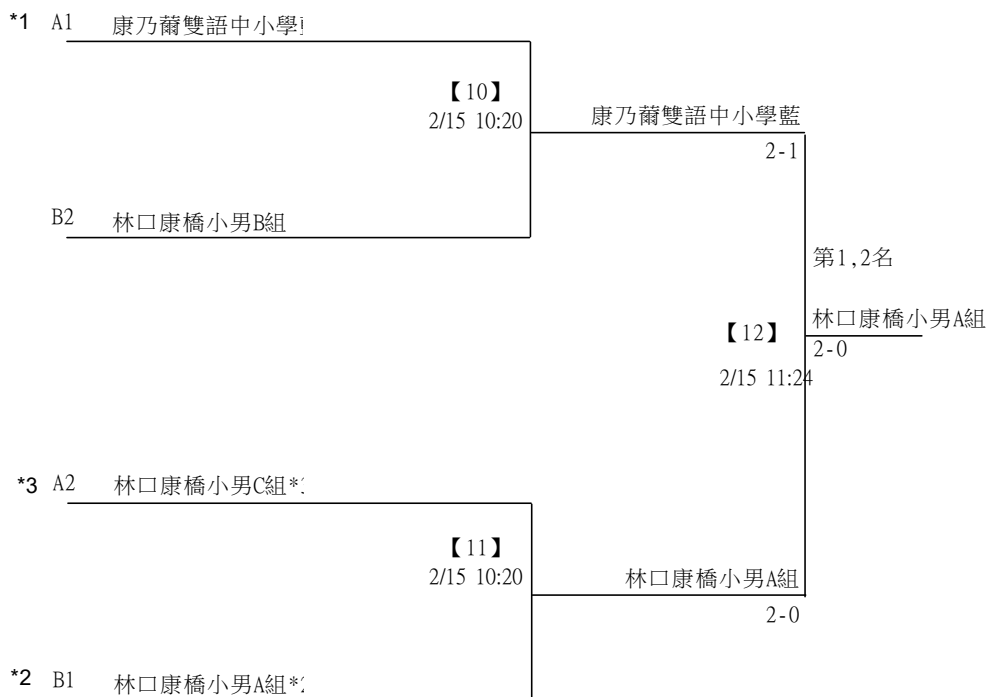 *1 A1 康乃薾雙語中小學
【10】
2/15 10:20
康乃薾雙語中小學藍
2-1
B2 林口康橋小男B組
第1,2名
【12】
林口康橋小男A組
2-0
2/15 11:24
*3 A2 林口康橋小男C組*
【11】
2/15 10:20
林口康橋小男A組
2-0
*2 B1 林口康橋小男A組*